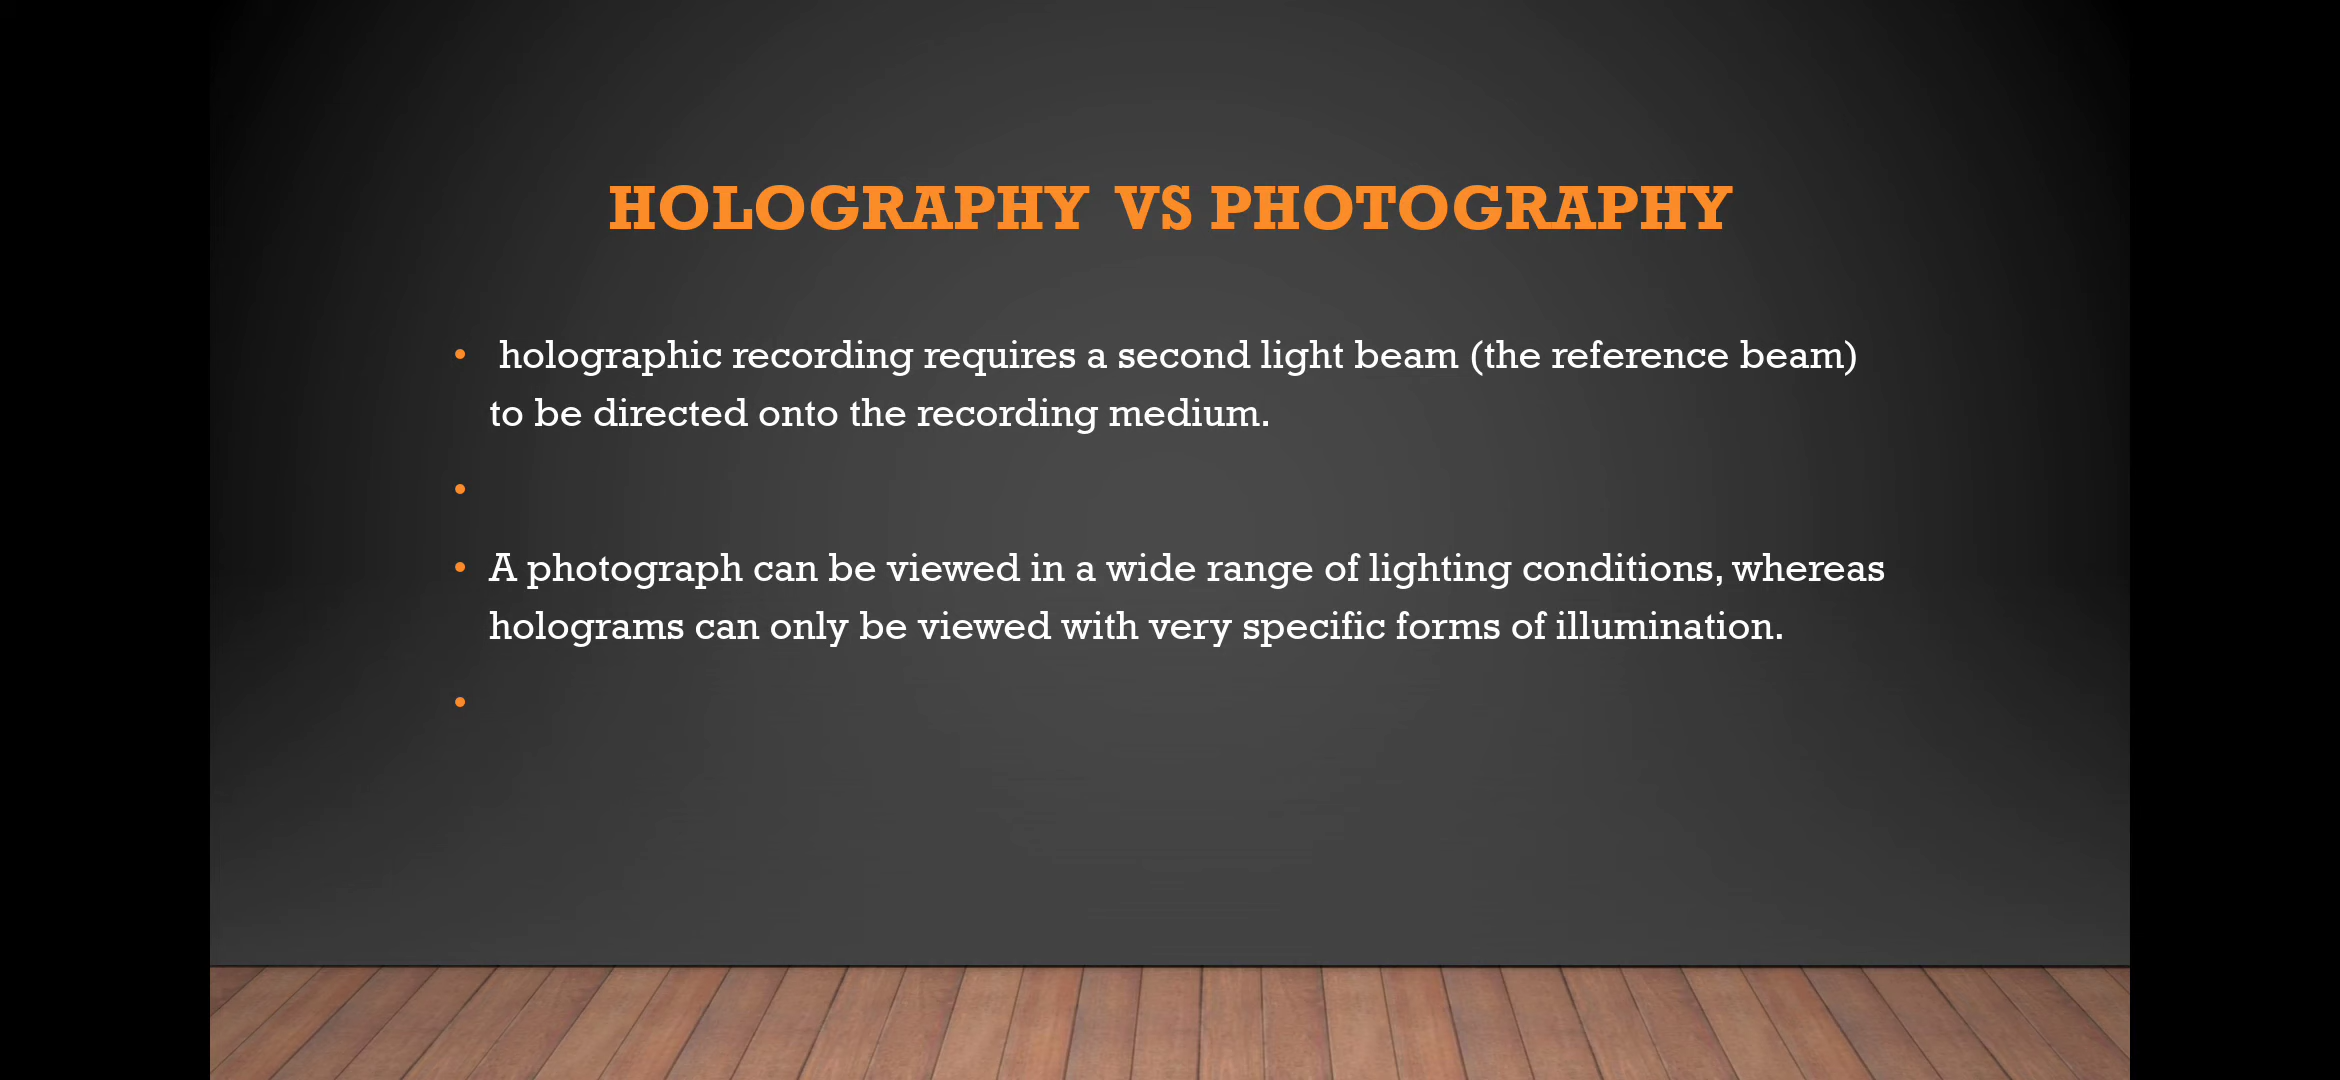 HOLOGRAPHY VS PHOTOGRAPHY
• holographic recording requires a second light beam (the reference beam)
to be directed onto the recording medium.
•
• A photograph can be viewed in a wide range of lighting conditions, whereas
holograms can only be viewed with very specific forms of illumination.
•